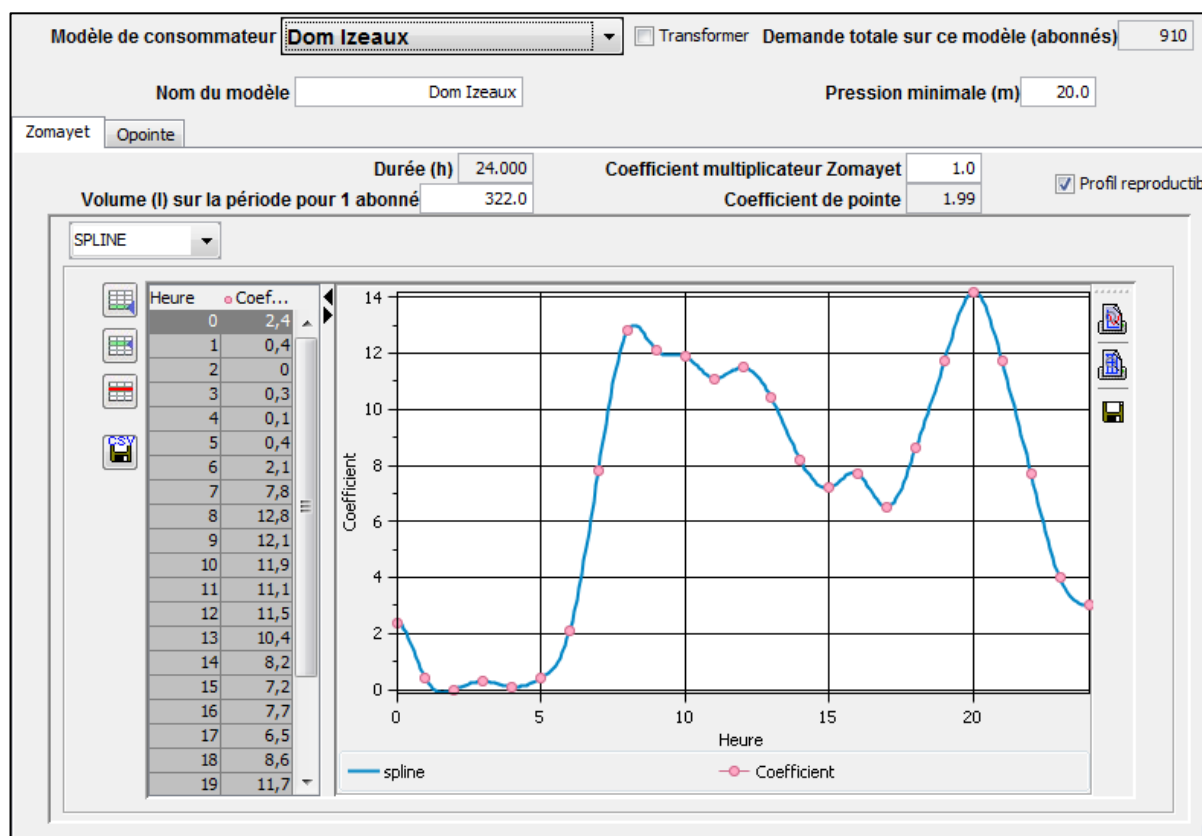 Modèle de consommateur Dom Izeaux Transformer Demande totale sur ce modèle (abonnés) 910
Nom du modèle Dom Izeaux Pression minimale (m) 20.0
Zomayet Opointe
Durée (h) 24.000 Coefficient multiplicateur Zomayet 1.0
Profil reproductib
Volume (l) sur la période pour 1 abonné 322.0 Coefficient de pointe 1.99
SPLINE
Heure Coef...
0 2,4
1 0,4
2 0
3 0,3
4 0,1
5 0,4
6 2,1
7 7,8
8 12,8
9 12,1
10 11,9
11 11,1
12 11,5
13 10,4
14 8,2
15 7,2
16 7,7
17 6,5
18 8,6
19 11,7
CSV
14
12
10
8
6
4
2
0
Coefficient
0 5 10 15 20
Heure
spline Coefficient